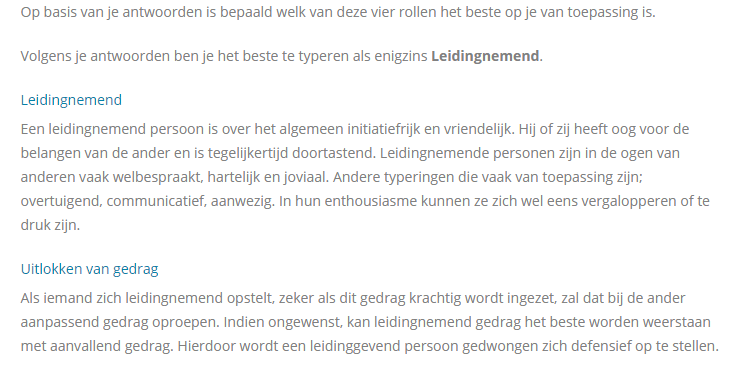 Op basis van je antwoorden is bepaald welk van deze vier rollen het beste op je van toepassing is.
Volgens je antwoorden ben je het beste te typeren als enigzins Leidingnemend.
Leidingnemend
Een leidingnemend persoon is over het algemeen initiatiefrijk en vriendelijk. Hij of zij heeft oog voor de
belangen van de ander en is tegelijkertijd doortastend. Leidingnemende personen zijn in de ogen van
anderen vaak welbespraakt, hartelijk en joviaal. Andere typeringen die vaak van toepassing zijn;
overtuigend, communicatief, aanwezig. In hun enthousiasme kunnen ze zich wel eens vergalopperen of te
druk zijn.
Uitlokken van gedrag
Als iemand zich leidingnemend opstelt, zeker als dit gedrag krachtig wordt ingezet, zal dat bij de ander
aanpassend gedrag oproepen. Indien ongewenst, kan leidingnemend gedrag het beste worden weerstaan
met aanvallend gedrag. Hierdoor wordt een leidinggevend persoon gedwongen zich defensief op te stellen.